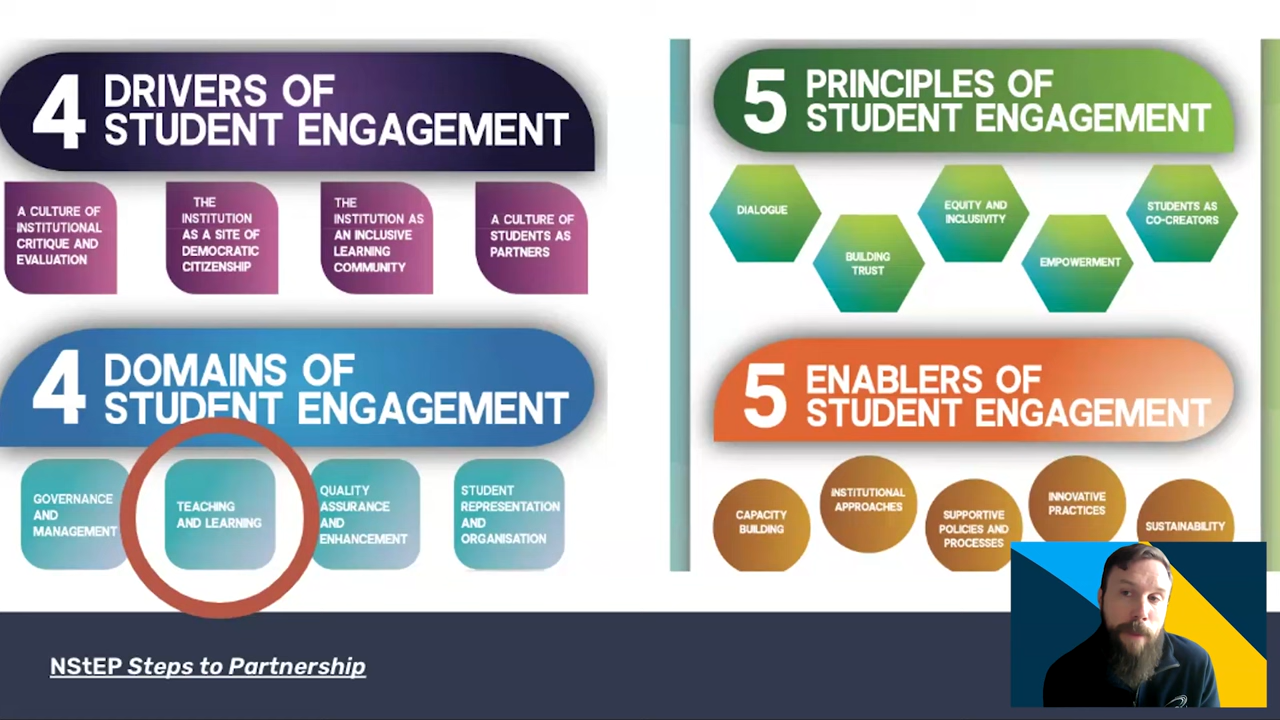 4 DRIVERS OF
STUDENT ENGAGEMENT
A CULTURE OF
INSTITUTIONAL
CRITIQUE AND
EVALUATION
THE
INSTITUTION
AS A SITE OF
DEMOCRATIC
CITIZENSHIP
THE
INSTITUTION AS
AN INCLUSIVE
LEARNING
COMMUNITY
A CULTURE OF
STUDENTS AS
PARTNERS
4 DOMAINS OF
STUDENT ENGAGEMENT
GOVERNANCE
AND
MANAGEMENT
TEACHING
AND LEARNING
QUALITY
ASSURANCE
AND
ENHANCEMENT
STUDENT
REPRESENTATION
AND
ORGANISATION
5 PRINCIPLES OF
STUDENT ENGAGEMENT
DIALOGUE
BUILDING
TRUST
EQUITY AND
INCLUSIVITY
EMPOWERMENT
STUDENTS AS
CO-CREATORS
5 ENABLERS OF
STUDENT ENGAGEMENT
CAPACITY
BUILDING
INSTITUTIONAL
APPROACHES
SUPPORTIVE
POLICIES AND
PROCESSES
INNOVATIVE
PRACTICES
SUSTAINABILITY
NStEP Steps to Partnership